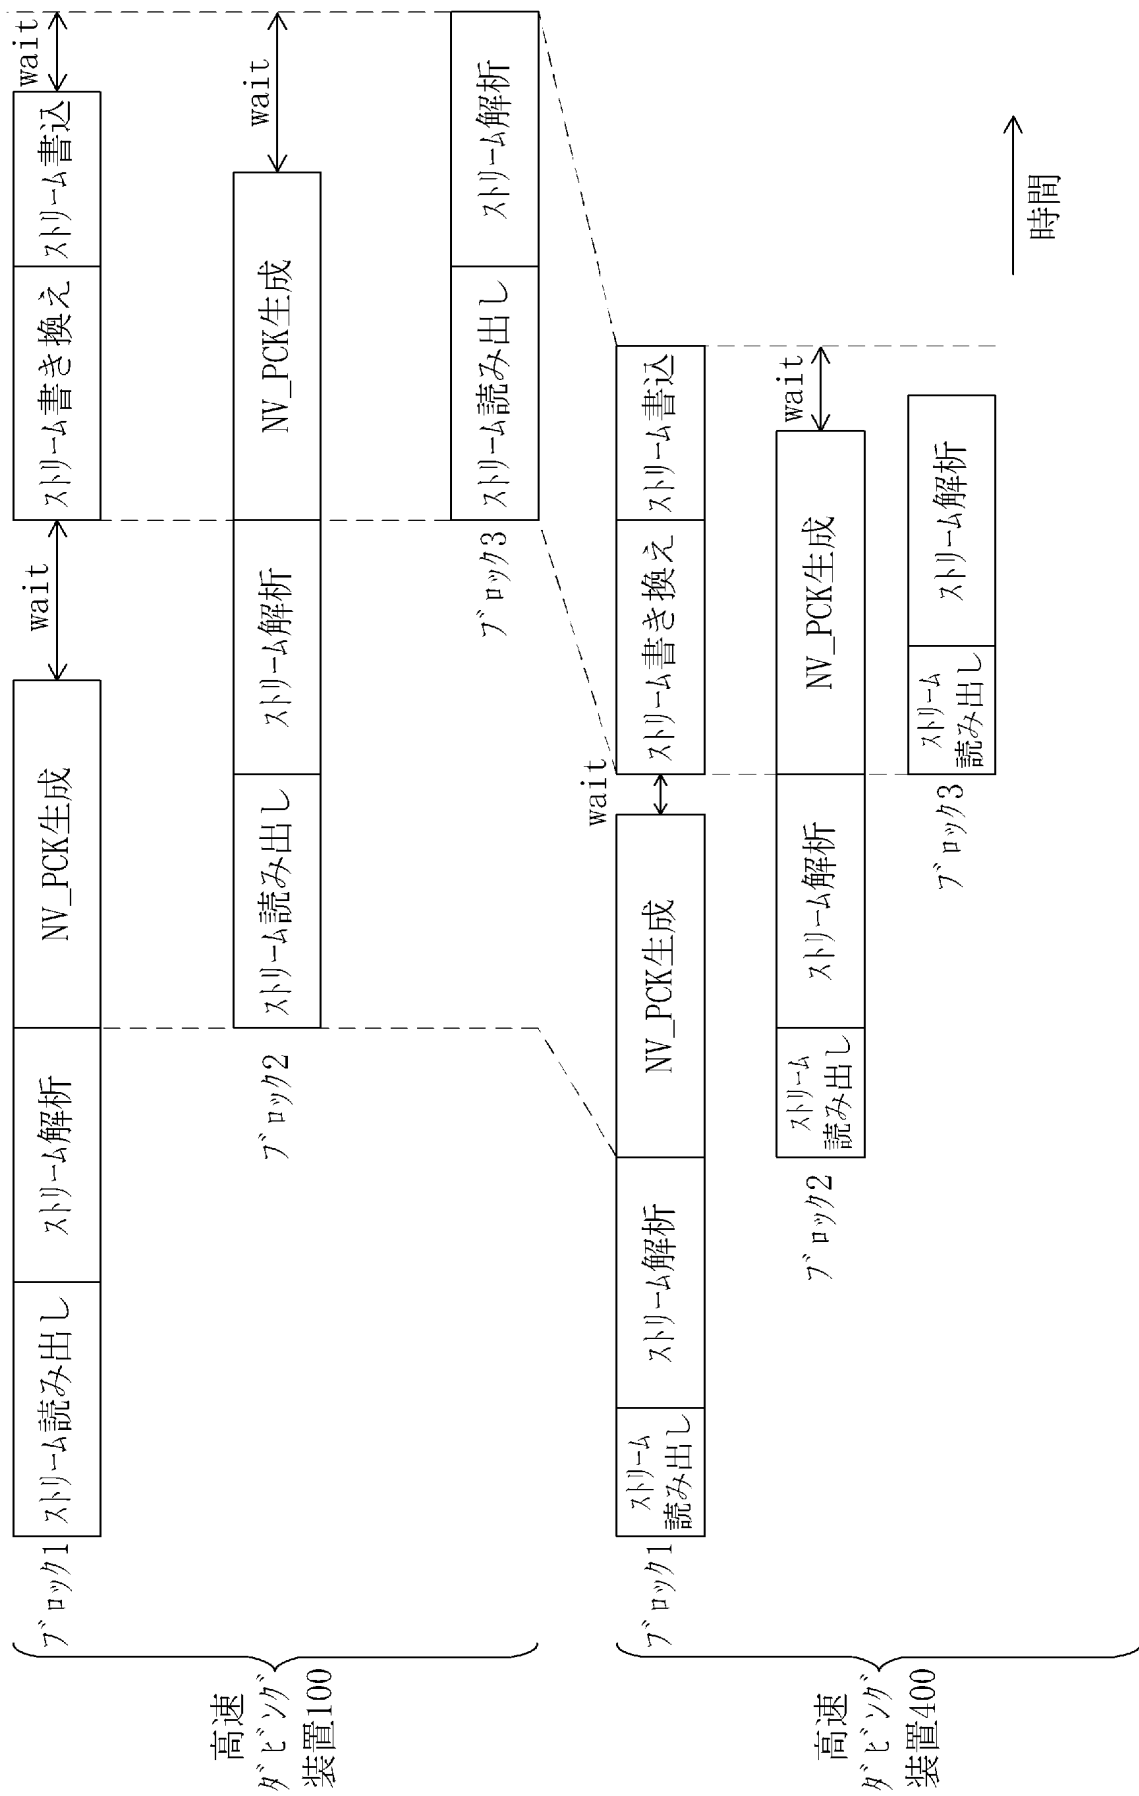 高速
ダビング
装置100
ブロック1
ストリーム読み出し
ストリーム解析
NV_PCK生成
wait
ストリーム書き換え
ストリーム書込
wait
ブロック2
ストリーム読み出し
ストリーム解析
NV_PCK生成
wait
ブロック3
ストリーム読み出し
ストリーム解析
高速
ダビング
装置400
ブロック1
ストリーム
読み出し
ストリーム解析
NV_PCK生成
wait
ストリーム書き換え
ストリーム書込
ブロック2
ストリーム
読み出し
ストリーム解析
NV_PCK生成
wait
ブロック3
ストリーム
読み出し
ストリーム解析
時間